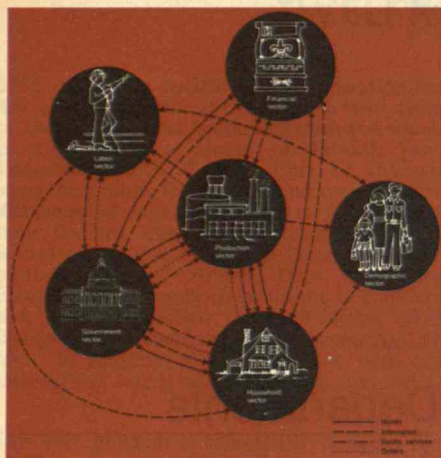 Financial
sector
Labor
sector
Production
sector
Demographic
sector
Government
sector
Household
sector
Money
Information
Goods, services
Orders